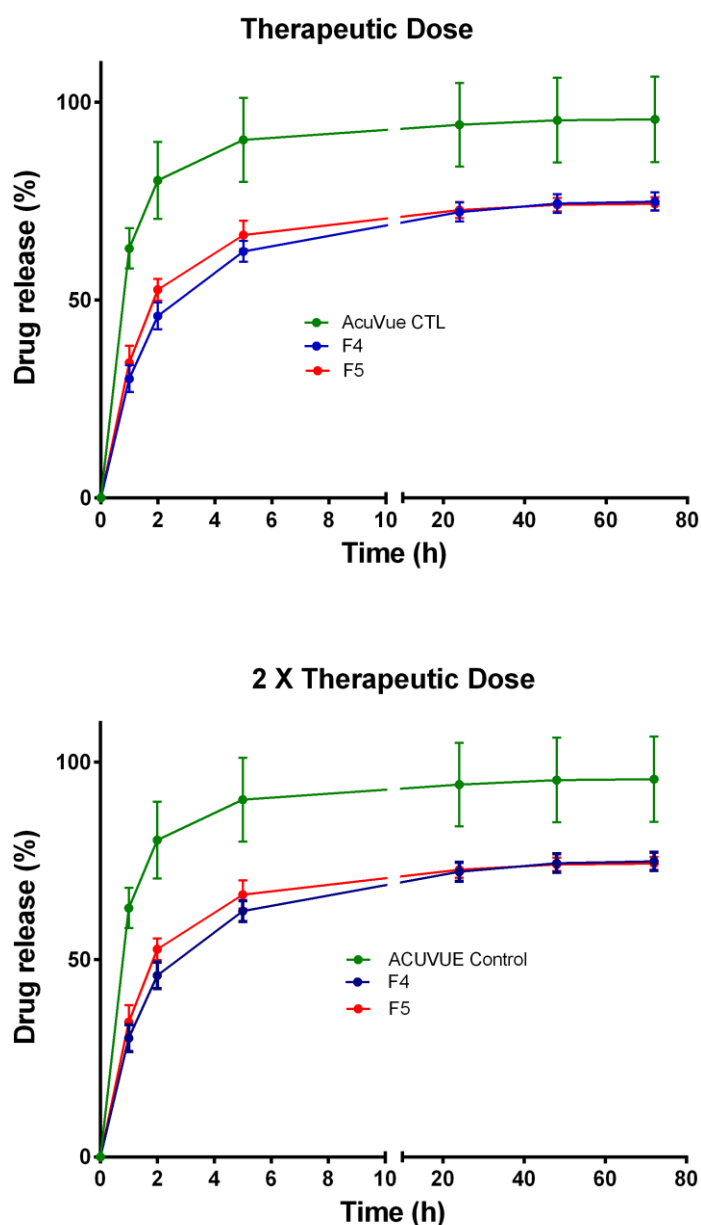 Therapeutic Dose
Drug release (%)
100
50
0
AcuVue CTL
F4
F5
0 2 4 6 8 10 20 40 60 80
Time (h)
2 X Therapeutic Dose
Drug release (%)
100
50
0
ACUVUE Control
F4
F5
0 2 4 6 8 10 20 40 60 80
Time (h)